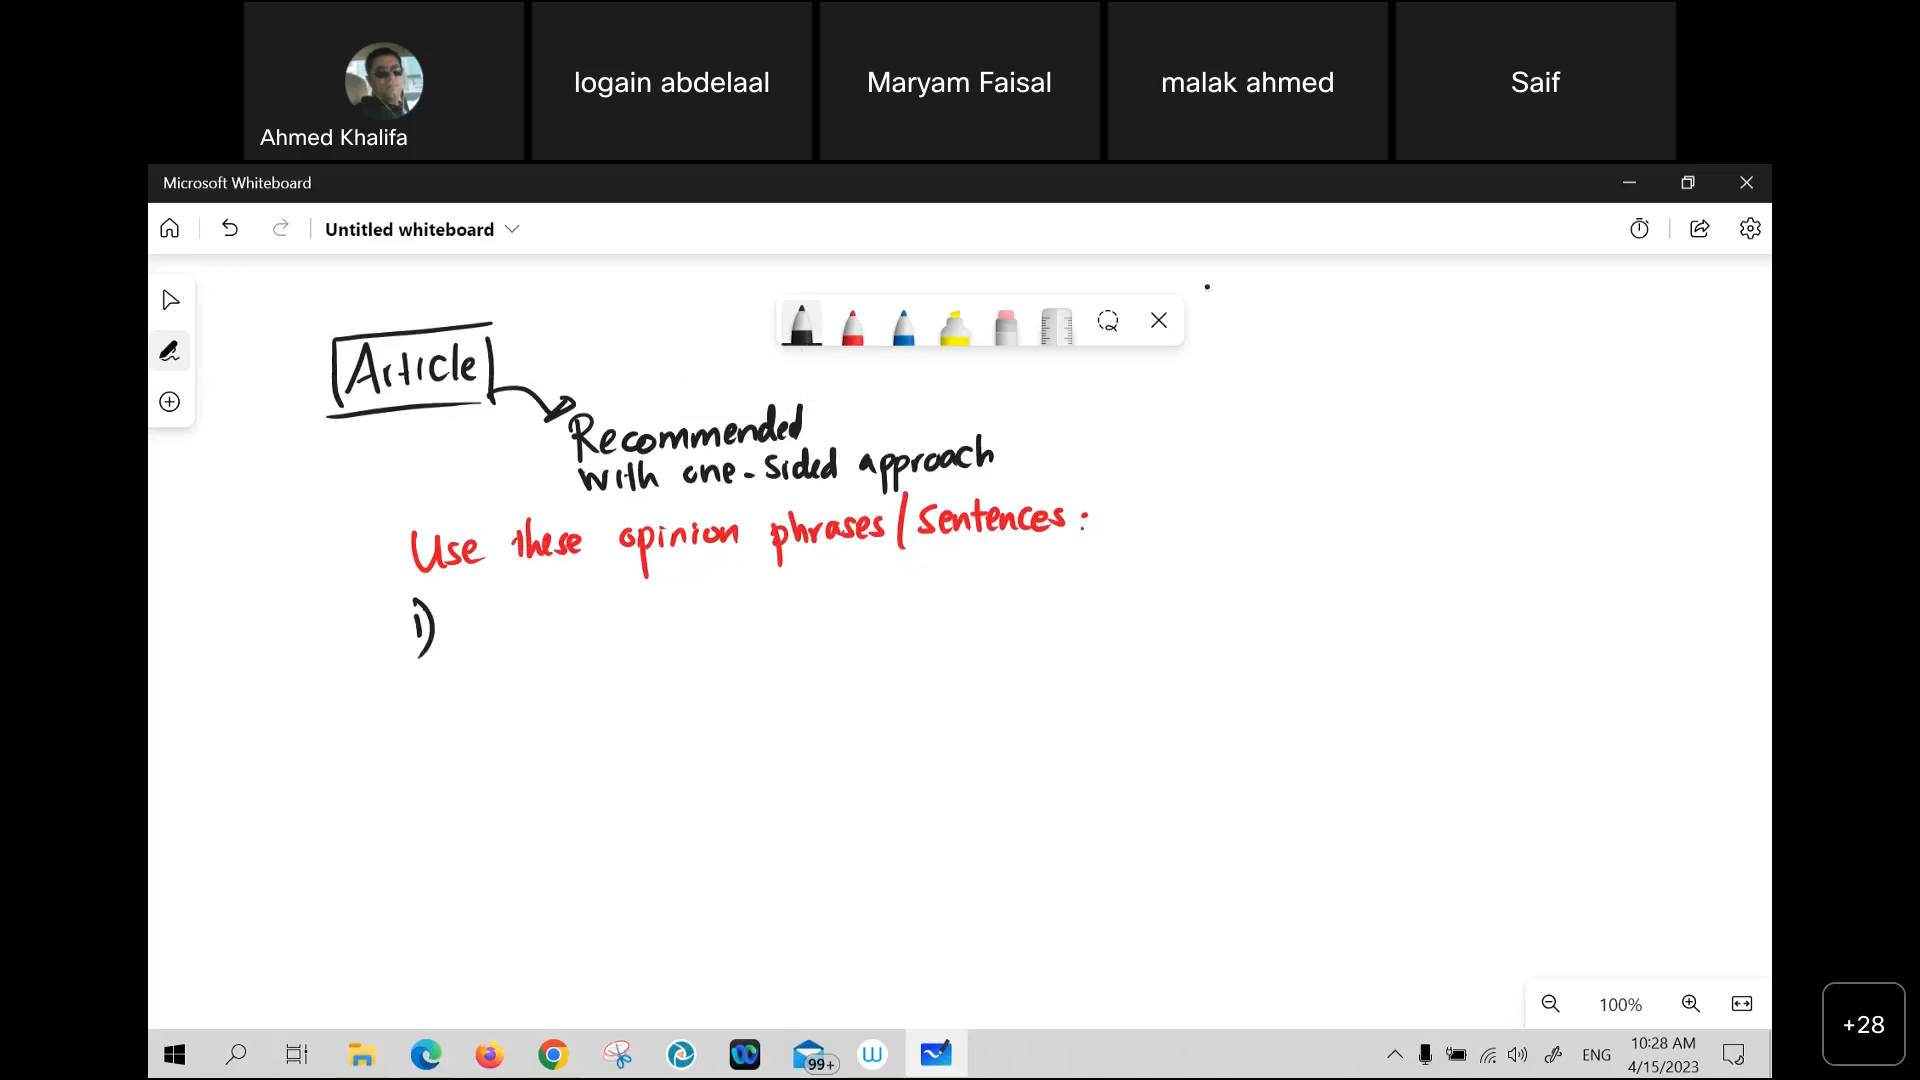 logain abdelaal
Maryam Faisal
malak ahmed
Saif
Ahmed Khalifa
Microsoft Whiteboard
Untitled whiteboard
Article
Recommended
with one-sided approach
Use these opinion phrases/sentences:
1)
100%
+28
99+
ENG
10:28 AM
4/15/2023